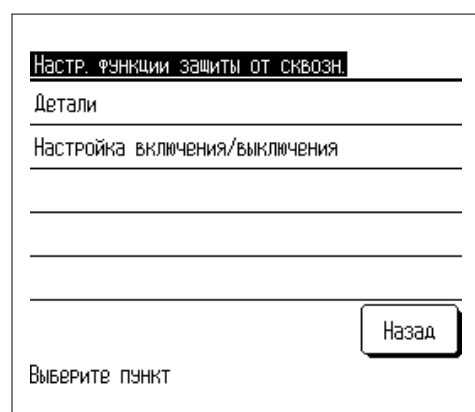 Настр. функции защиты от сквозн.
Детали
Настройка включения/выключения
Назад
Выберите пункт